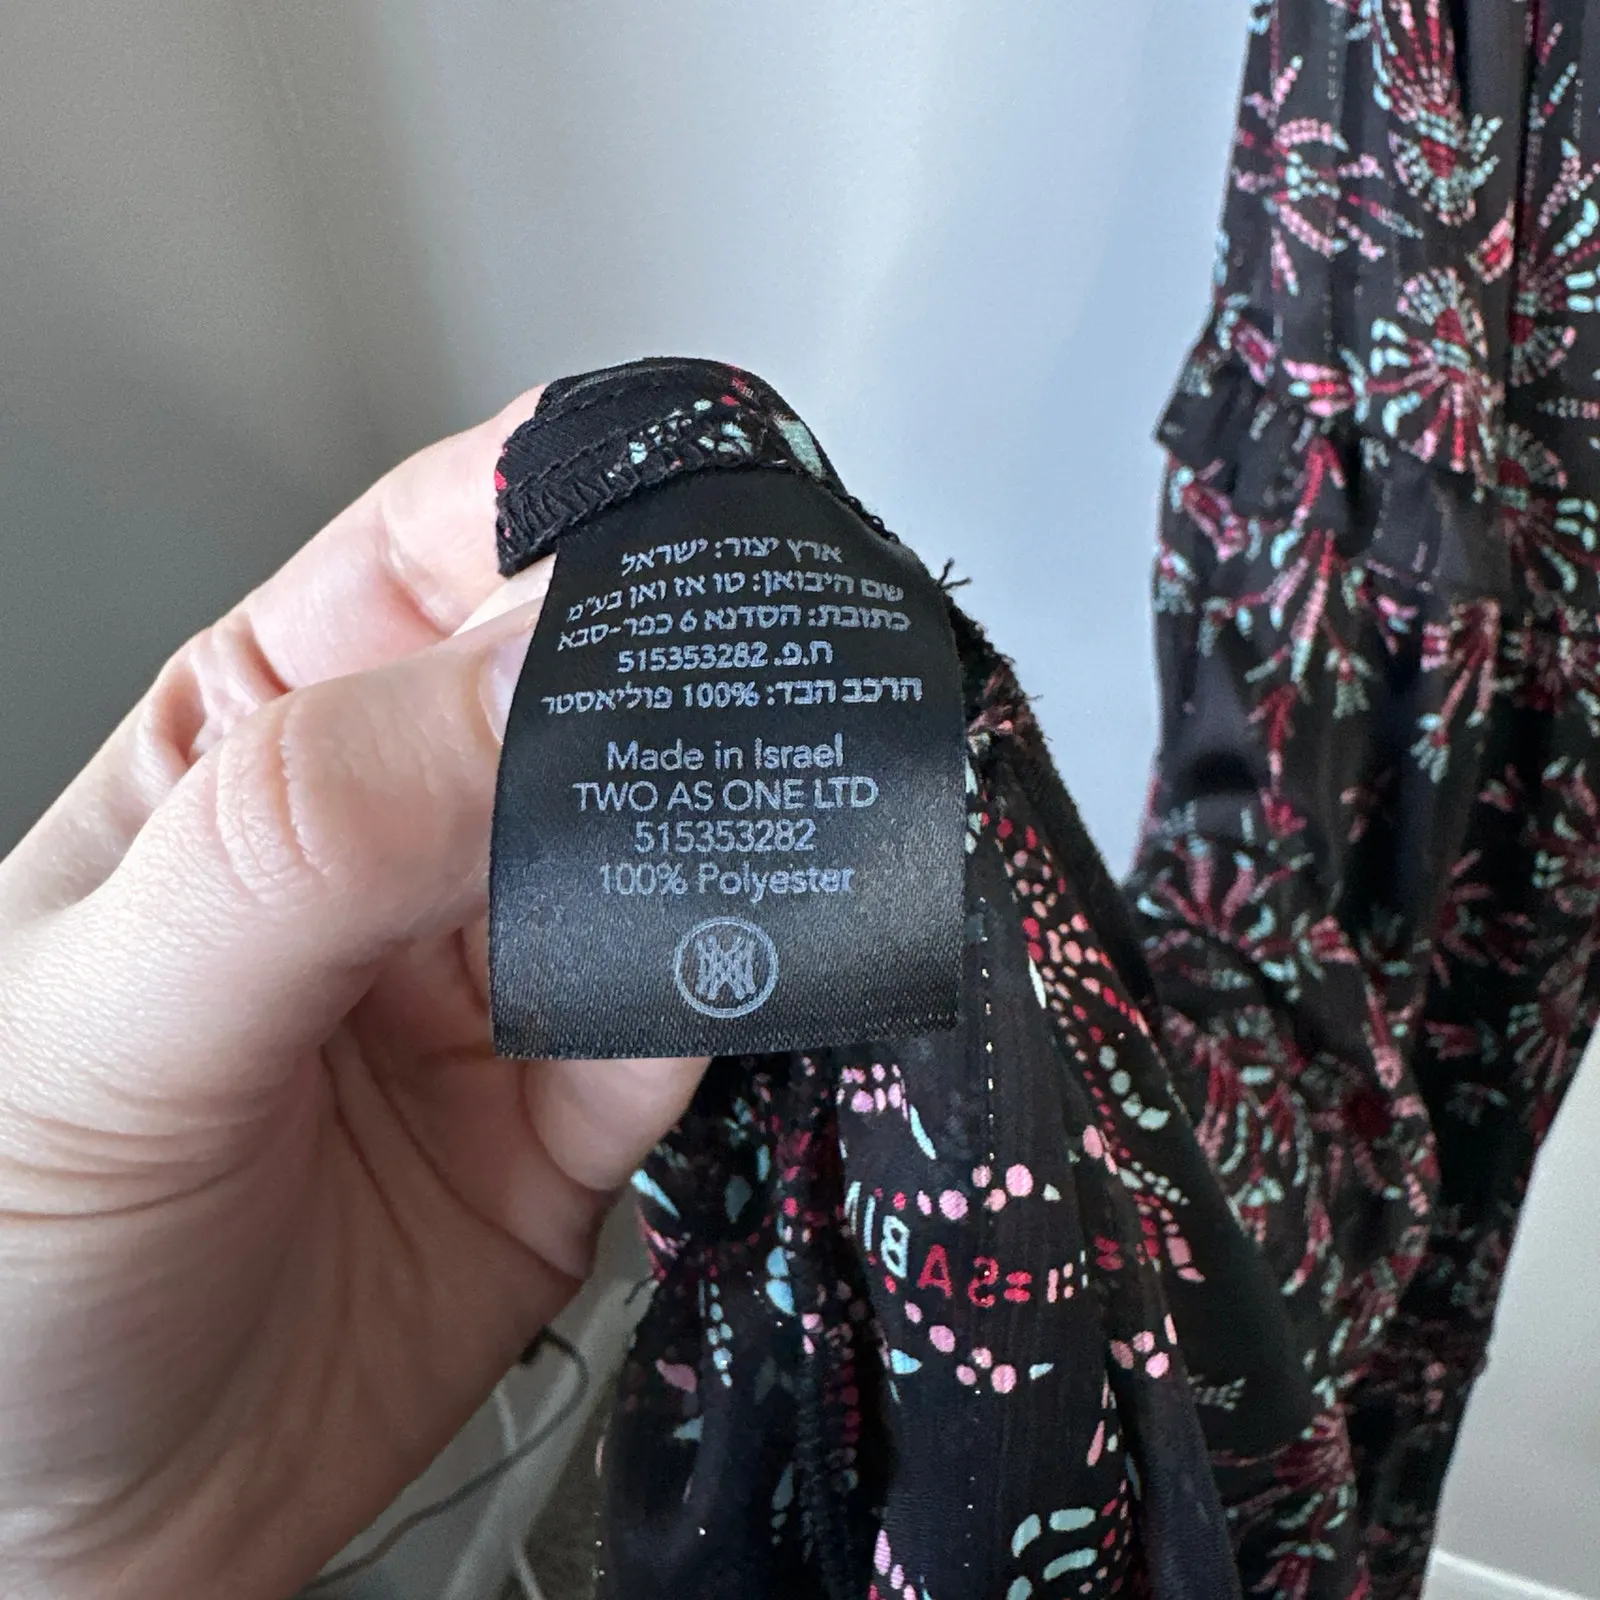 ארץ יצור: ישראל
שם היבואן: טו אז וואן בע"מ
כתובת: הסדנא 6 כפר-סבא
ח.פ. 515353282
הרכב הבד: 100% פוליאסטר
Made in Israel
TWO AS ONE LTD
515353282
100% Polyester